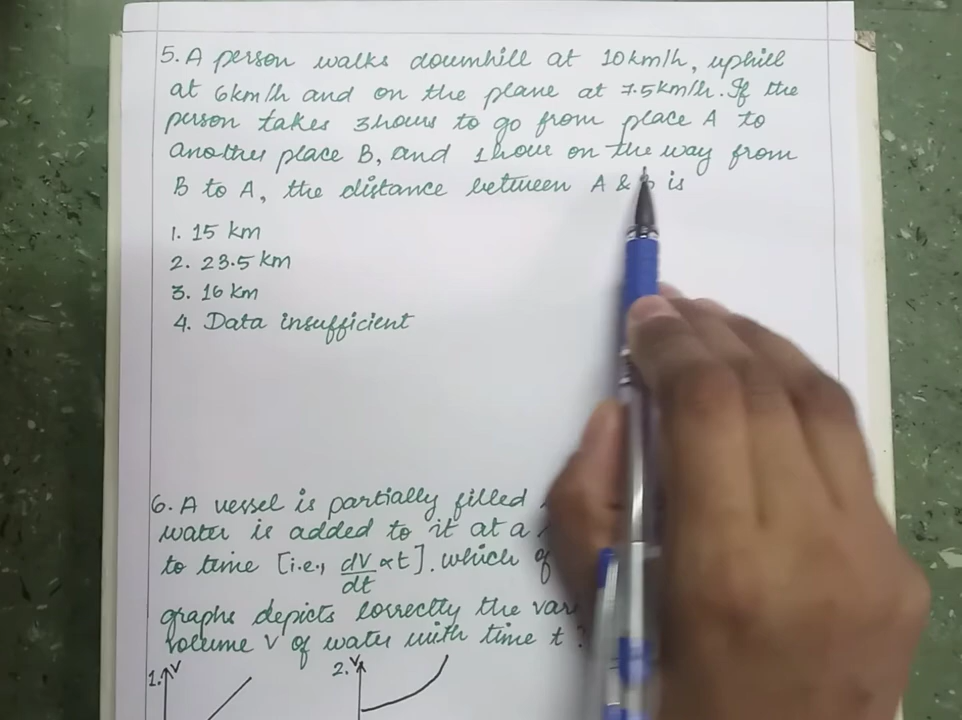 5. A person walks downhill at 10km/h, uphill
at 6km/h and on the plane at 7.5km/h. If the
person takes 3hours to go from place A to
another place B, and 1hour on the way from
B to A, the distance between A & is
1. 15 km
2. 23.5 km
3. 16 km
4. Data insufficient
6. A vessel is partially filled
water is added to it at a
to time [i.e., dV/dt ∝ t]. which of
graphs depicts correctly the
volume V of water with time t ?
1. V
2. V